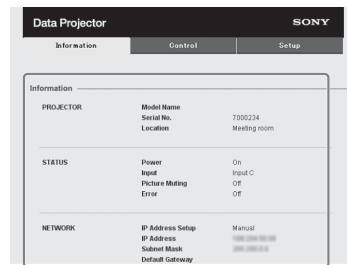 Data Projector SONY
Information Control Setup
Information
PROJECTOR Model Name
Serial No. 7000234
Location Meeting room
STATUS Power On
Input Input C
Picture Muting Off
Error Off
NETWORK IP Address Setup Manual
IP Address
Subnet Mask
Default Gateway